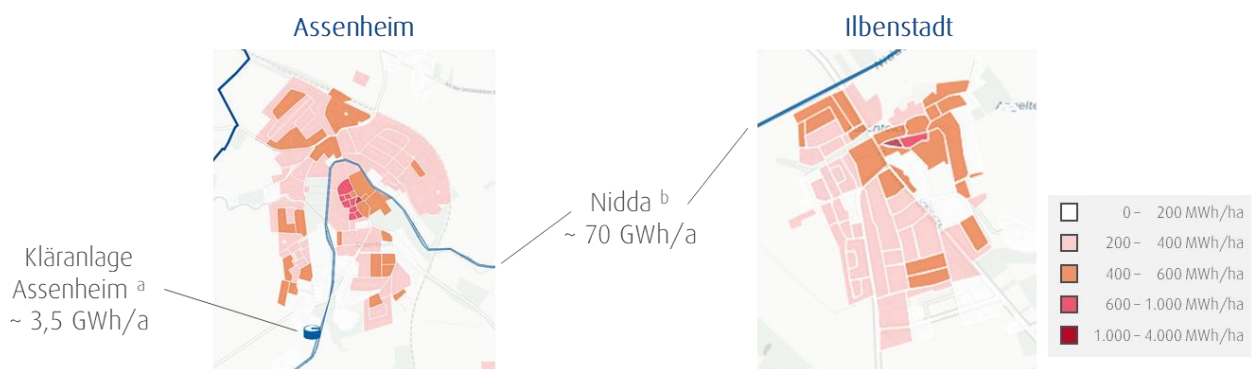 Assenheim
Ilbenstadt
Kläranlage
Assenheim ᵃ
~ 3,5 GWh/a
Nidda ᵇ
~ 70 GWh/a
0 – 200 MWh/ha
200 – 400 MWh/ha
400 – 600 MWh/ha
600 – 1.000 MWh/ha
1.000 – 4.000 MWh/ha